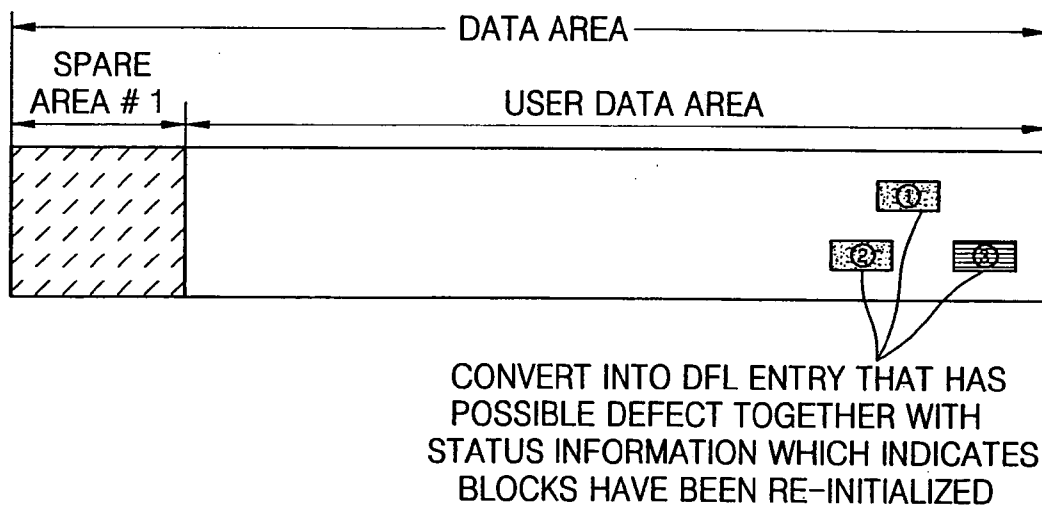 DATA AREA
SPARE
AREA # 1
USER DATA AREA
①
②
③
CONVERT INTO DFL ENTRY THAT HAS
POSSIBLE DEFECT TOGETHER WITH
STATUS INFORMATION WHICH INDICATES
BLOCKS HAVE BEEN RE-INITIALIZED